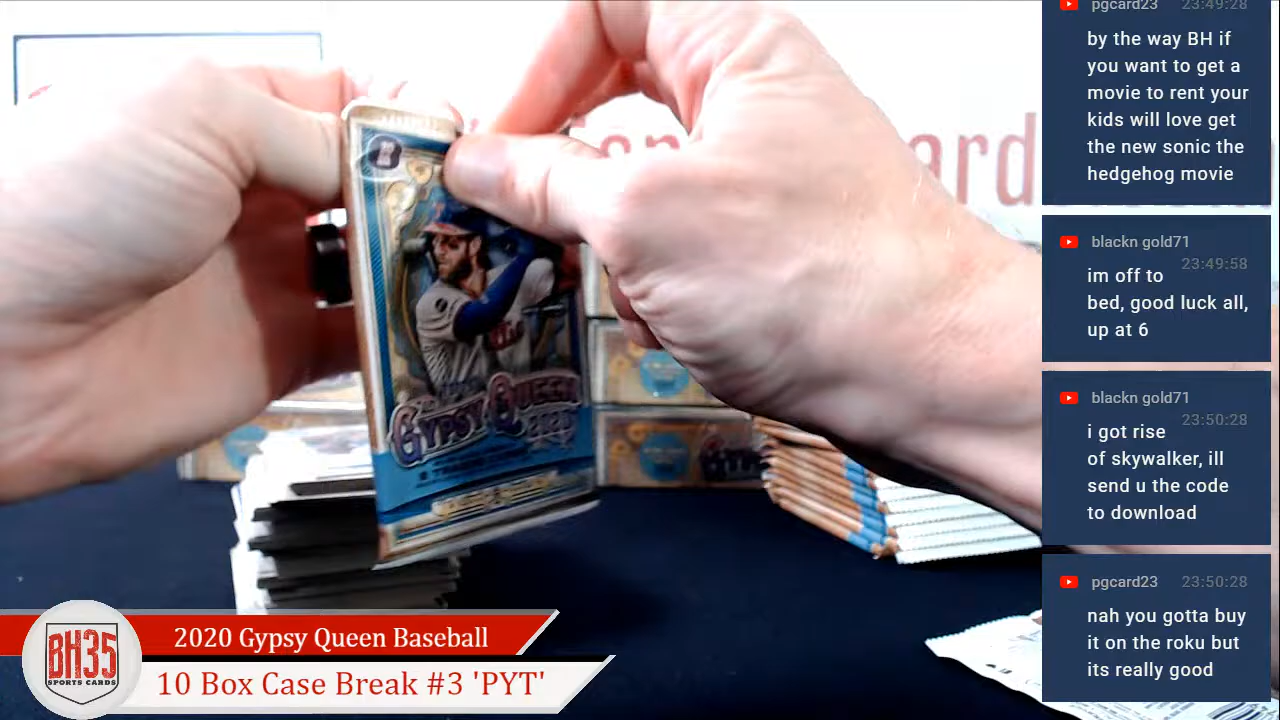 pgcard23 23:49:28
by the way BH if
you want to get a
movie to rent your
kids will love get
the new sonic the
hedgehog movie
blackn gold71
23:49:58
im off to
bed, good luck all,
up at 6
blackn gold71
23:50:28
i got rise
of skywalker, ill
send u the code
to download
pgcard23 23:50:28
nah you gotta buy
it on the roku but
its really good
GYPSY QUEEN
2020 Gypsy Queen Baseball
10 Box Case Break #3 'PYT'
BH35
SPORTS CARDS